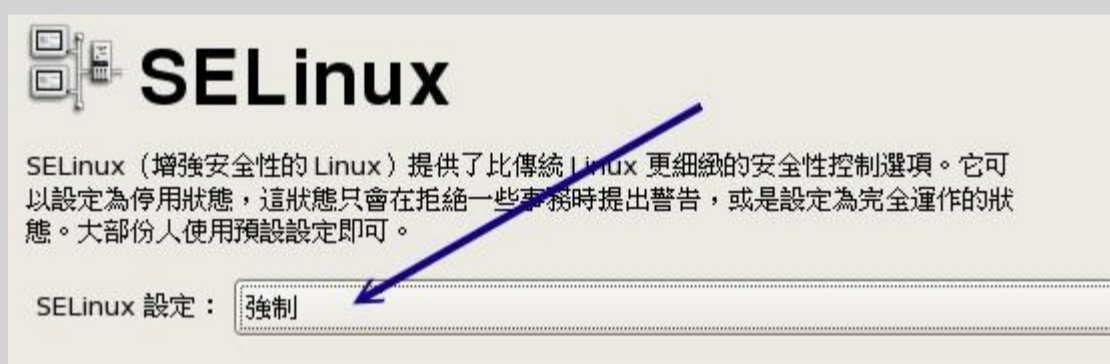 SELinux
SELinux（增強安全性的 Linux）提供了比傳統 Linux 更細緻的安全性控制選項。它可
以設定為停用狀態，這狀態只會在拒絕一些事務時提出警告，或是設定為完全運作的狀
態。大部份人使用預設設定即可。
SELinux 設定：強制